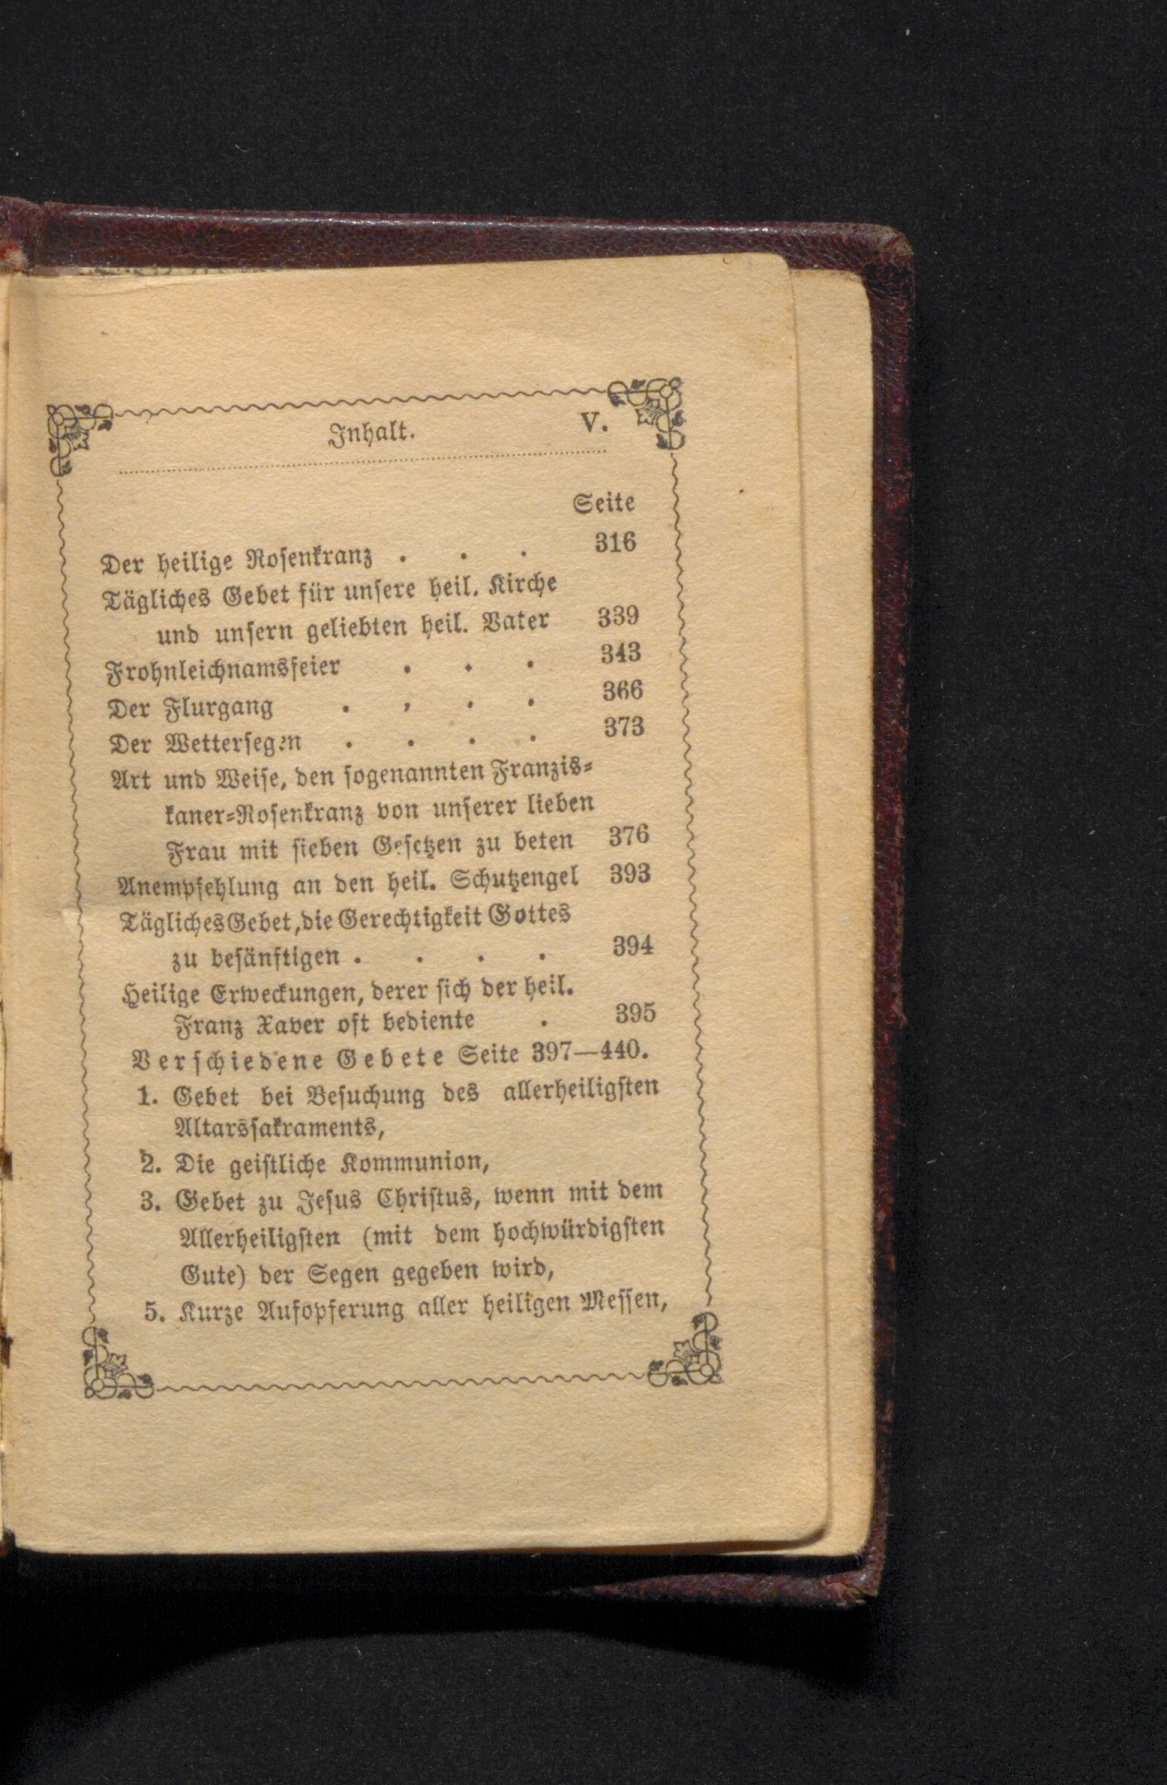 Inhalt. V.
Seite
Der heilige Rosenkranz . . . 316
Tägliches Gebet für unsere heil. Kirche
und unsern geliebten heil. Vater 339
Frohnleichnamsfeier . . . 343
Der Flurgang . . . . 366
Der Wettersegen . . . . 373
Art und Weise, den sogenannten Franzis-
kaner-Rosenkranz von unserer lieben
Frau mit sieben Gesetzen zu beten 376
Anempfehlung an den heil. Schutzengel 393
Tägliches Gebet, die Gerechtigkeit Gottes
zu besänftigen . . . . 394
Heilige Erweckungen, derer sich der heil.
Franz Xaver oft bediente . 395
Verschiedene Gebete Seite 397—440.
1. Gebet bei Besuchung des allerheiligsten
Altarssakraments,
2. Die geistliche Kommunion,
3. Gebet zu Jesus Christus, wenn mit dem
Allerheiligsten (mit dem hochwürdigsten
Gute) der Segen gegeben wird,
5. Kurze Aufopferung aller heiligen Messen,